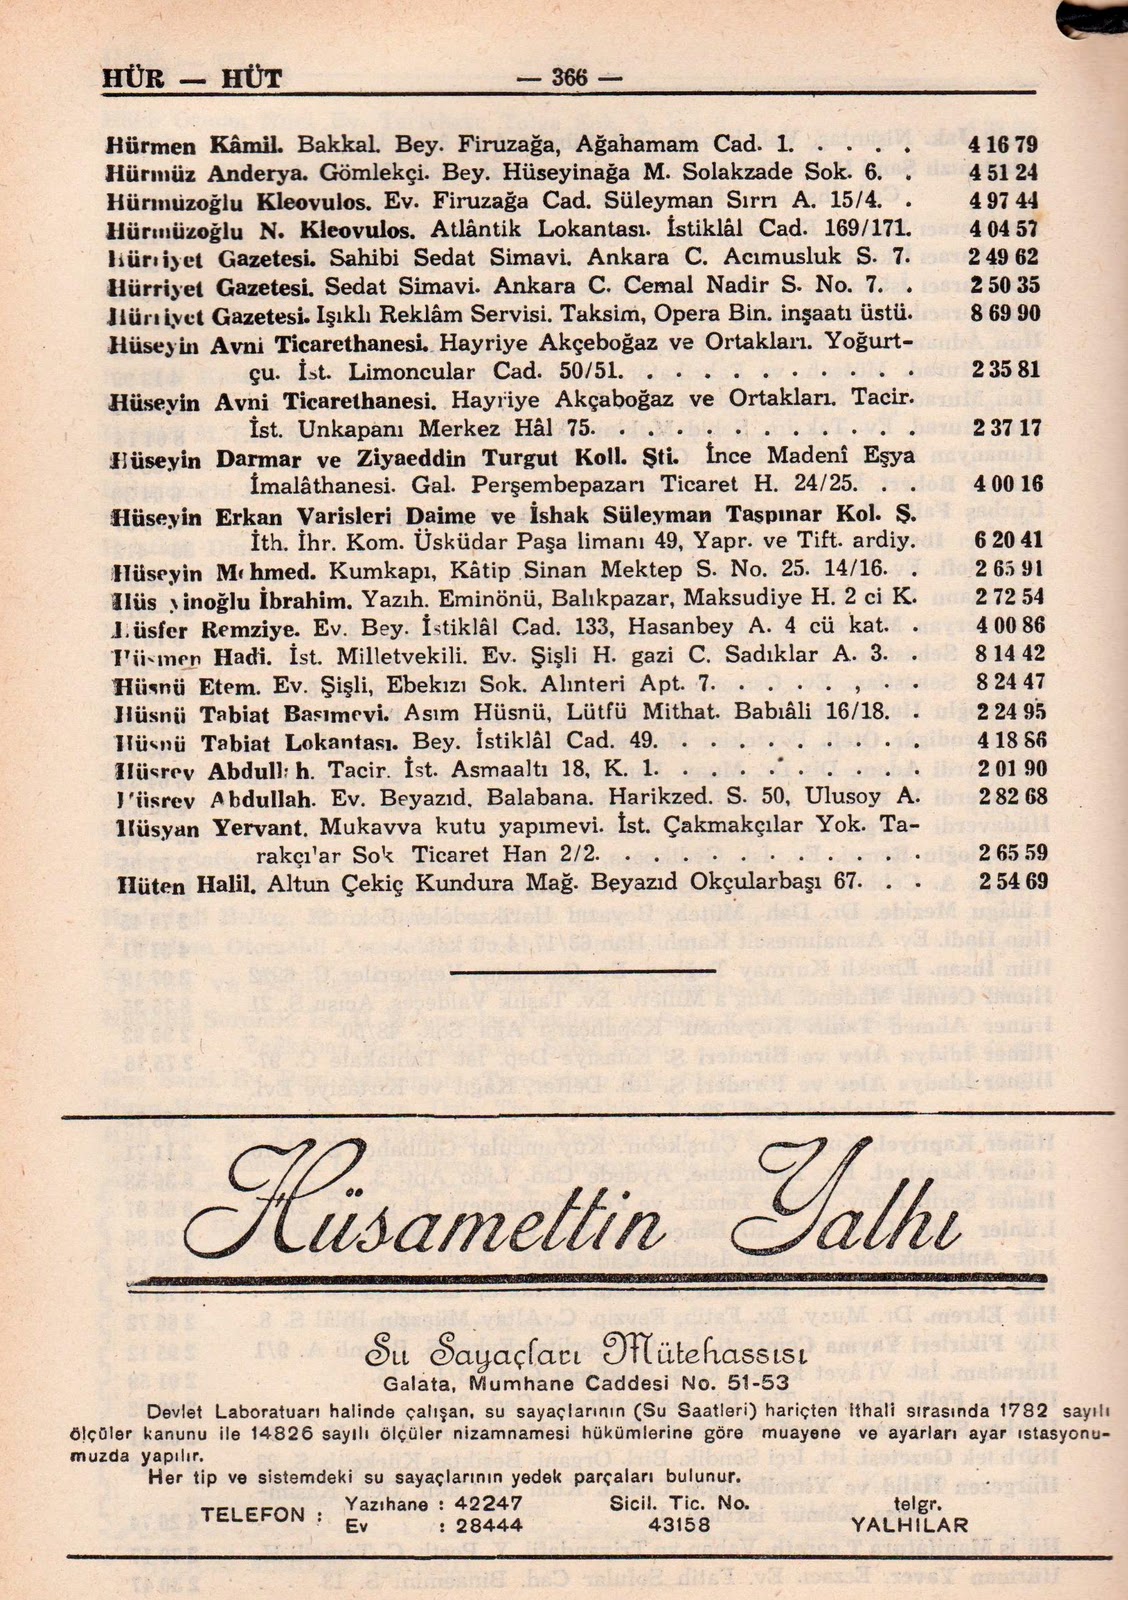 HÜR — HÜT — 366 —
Hürmen Kâmil. Bakkal. Bey. Firuzağa, Ağahamam Cad. 1. . . . . 4 16 79
Hürmüz Anderya. Gömlekçi. Bey. Hüseyinağa M. Solakzade Sok. 6. . 4 51 24
Hürmüzoğlu Kleovulos. Ev. Firuzağa Cad. Süleyman Sırrı A. 15/4. . 4 97 44
Hürmüzoğlu N. Kleovulos. Atlântik Lokantası. İstiklâl Cad. 169/171. 4 04 57
Hürriyet Gazetesi. Sahibi Sedat Simavi. Ankara C. Acımusluk S. 7. 2 49 62
Hürriyet Gazetesi. Sedat Simavi. Ankara C. Cemal Nadir S. No. 7. . 2 50 35
Hürriyet Gazetesi. Işıklı Reklâm Servisi. Taksim, Opera Bin. inşaatı üstü. 8 69 90
Hüseyin Avni Ticarethanesi. Hayriye Akçeboğaz ve Ortakları. Yoğurt-
çu. İst. Limoncular Cad. 50/51. . . . . . . . . . . 2 35 81
Hüseyin Avni Ticarethanesi. Hayriye Akçaboğaz ve Ortakları. Tacir.
İst. Unkapanı Merkez Hâl 75. . . . . . . . . . . . 2 37 17
Hüseyin Darmar ve Ziyaeddin Turgut Koll. Şti. İnce Madenî Eşya
İmalâthanesi. Gal. Perşembepazarı Ticaret H. 24/25. . . 4 00 16
Hüseyin Erkan Varisleri Daime ve İshak Süleyman Taşpınar Kol. Ş.
İth. İhr. Kom. Üsküdar Paşa limanı 49, Yapr. ve Tift. ardiy. 6 20 41
Hüseyin Mehmed. Kumkapı, Kâtip Sinan Mektep S. No. 25. 14/16. . 2 65 91
Hüs yinoğlu İbrahim. Yazıh. Eminönü, Balıkpazar, Maksudiye H. 2 ci K. 2 72 54
Hüsfer Remziye. Ev. Bey. İstiklâl Cad. 133, Hasanbey A. 4 cü kat. . 4 00 86
Hüsmen Hadi. İst. Milletvekili. Ev. Şişli H. gazi C. Sadıklar A. 3. . 8 14 42
Hüsnü Etem. Ev. Şişli, Ebekızı Sok. Alınteri Apt. 7. . . . . , . . 8 24 47
Hüsnü Tabiat Basımevi. Asım Hüsnü, Lütfü Mithat. Babıâli 16/18. . 2 24 95
Hüsnü Tabiat Lokantası. Bey. İstiklâl Cad. 49. . . . . . . . . . 4 18 86
Hüsrev Abdullah. Tacir. İst. Asmaaltı 18, K. 1. . . . . . . . . . 2 01 90
Hüsrev Abdullah. Ev. Beyazıd. Balabana. Harikzed. S. 50, Ulusoy A. 2 82 68
Hüsyan Yervant. Mukavva kutu yapımevi. İst. Çakmakçılar Yok. Ta-
rakçı'ar Sok Ticaret Han 2/2. . . . . . . . . . . . 2 65 59
Hüten Halil. Altun Çekiç Kundura Mağ. Beyazıd Okçularbaşı 67. . . 2 54 69
Hüsamettin Yalhı
Su Sayaçları Mütehassısı
Galata, Mumhane Caddesi No. 51-53
Devlet Laboratuarı halinde çalışan, su sayaçlarının (Su Saatleri) hariçten ithali sırasında 1782 sayılı
ölçüler kanunu ile 14826 sayılı ölçüler nizamnamesi hükümlerine göre muayene ve ayarları ayar istasyonu-
muzda yapılır.
Her tip ve sistemdeki su sayaçlarının yedek parçaları bulunur.
TELEFON : Yazıhane : 42247 Sicil. Tic. No. telgr.
Ev : 28444 43158 YALHILAR